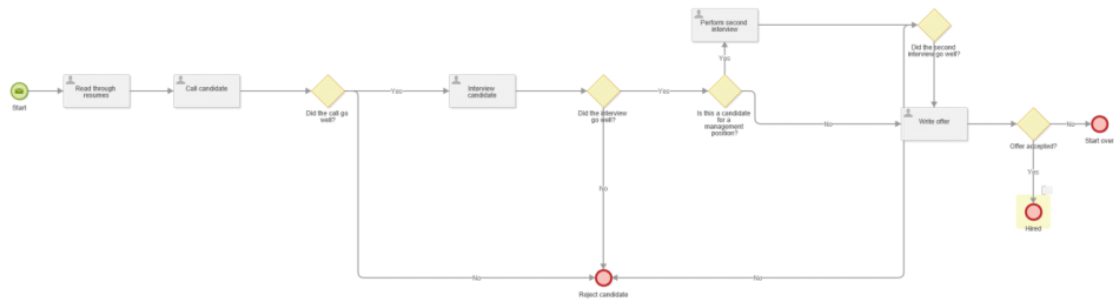 Start
Read through
resumes
Call candidate
Did the call go
well?
Yes
Interview
candidate
Did the interview
go well?
Yes
Is this a candidate
for a
management
position?
Yes
Perform second
interview
Did the second
interview go well?
No
Write offer
Offer accepted?
No
Start over
Yes
Hired
No
No
No
Reject candidate